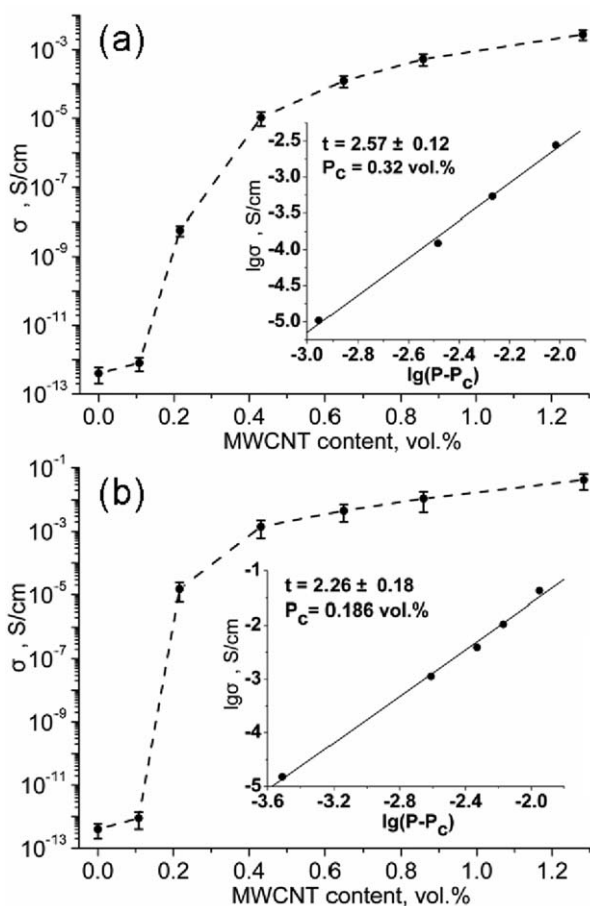 (a)
σ , S/cm
10⁻³
10⁻⁵
10⁻⁷
10⁻⁹
10⁻¹¹
10⁻¹³
0.0 0.2 0.4 0.6 0.8 1.0 1.2
MWCNT content, vol.%
t = 2.57 ± 0.12
P_C = 0.32 vol.%
lgσ , S/cm
-2.5
-3.0
-3.5
-4.0
-4.5
-5.0
-3.0 -2.8 -2.6 -2.4 -2.2 -2.0
lg(P-P_C)
(b)
σ , S/cm
10⁻¹
10⁻³
10⁻⁵
10⁻⁷
10⁻⁹
10⁻¹¹
10⁻¹³
0.0 0.2 0.4 0.6 0.8 1.0 1.2
MWCNT content, vol.%
t = 2.26 ± 0.18
P_C= 0.186 vol.%
lgσ , S/cm
-1
-2
-3
-4
-5
-3.6 -3.2 -2.8 -2.4 -2.0
lg(P-P_C)